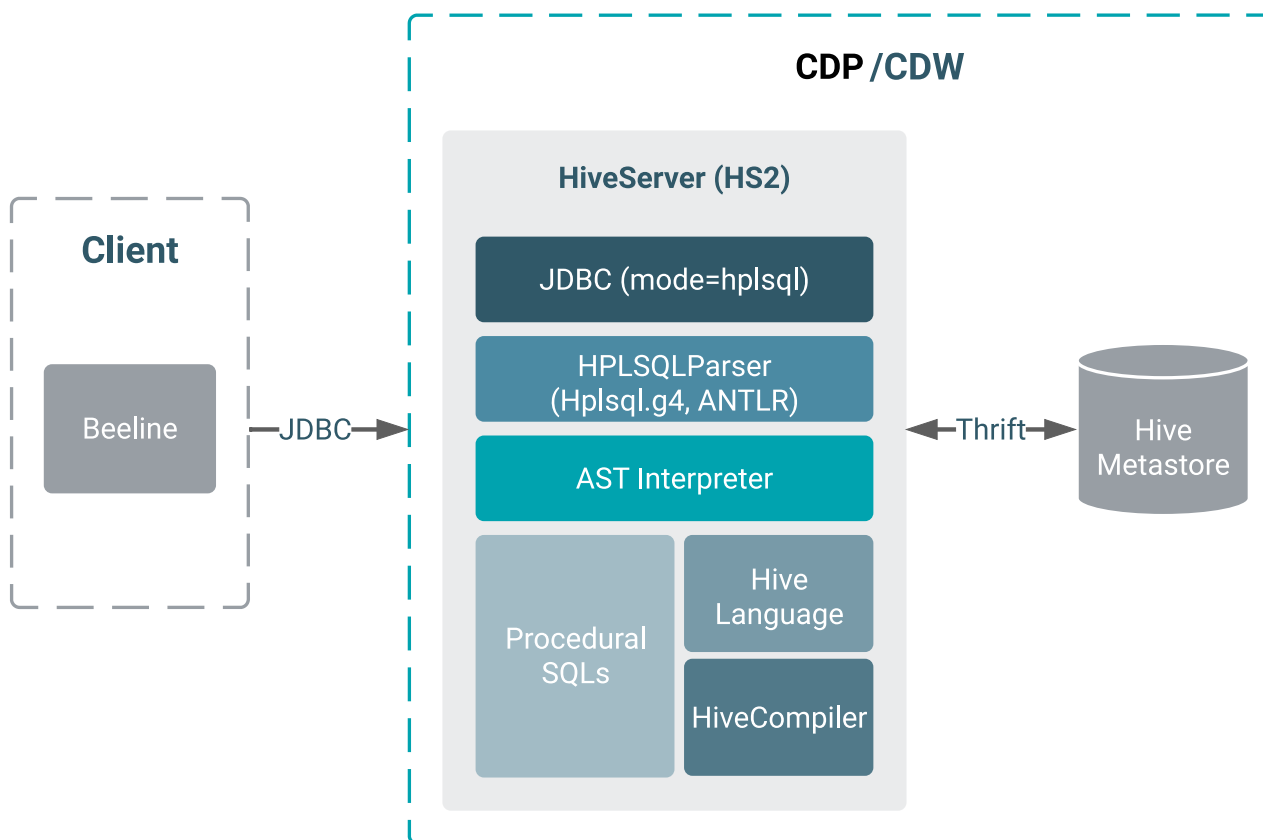 CDP /CDW
HiveServer (HS2)
Client
JDBC (mode=hplsql)
HPLSQLParser
(Hplsql.g4, ANTLR)
Beeline
JDBC
Thrift
Hive
Metastore
AST Interpreter
Procedural
SQLs
Hive
Language
HiveCompiler